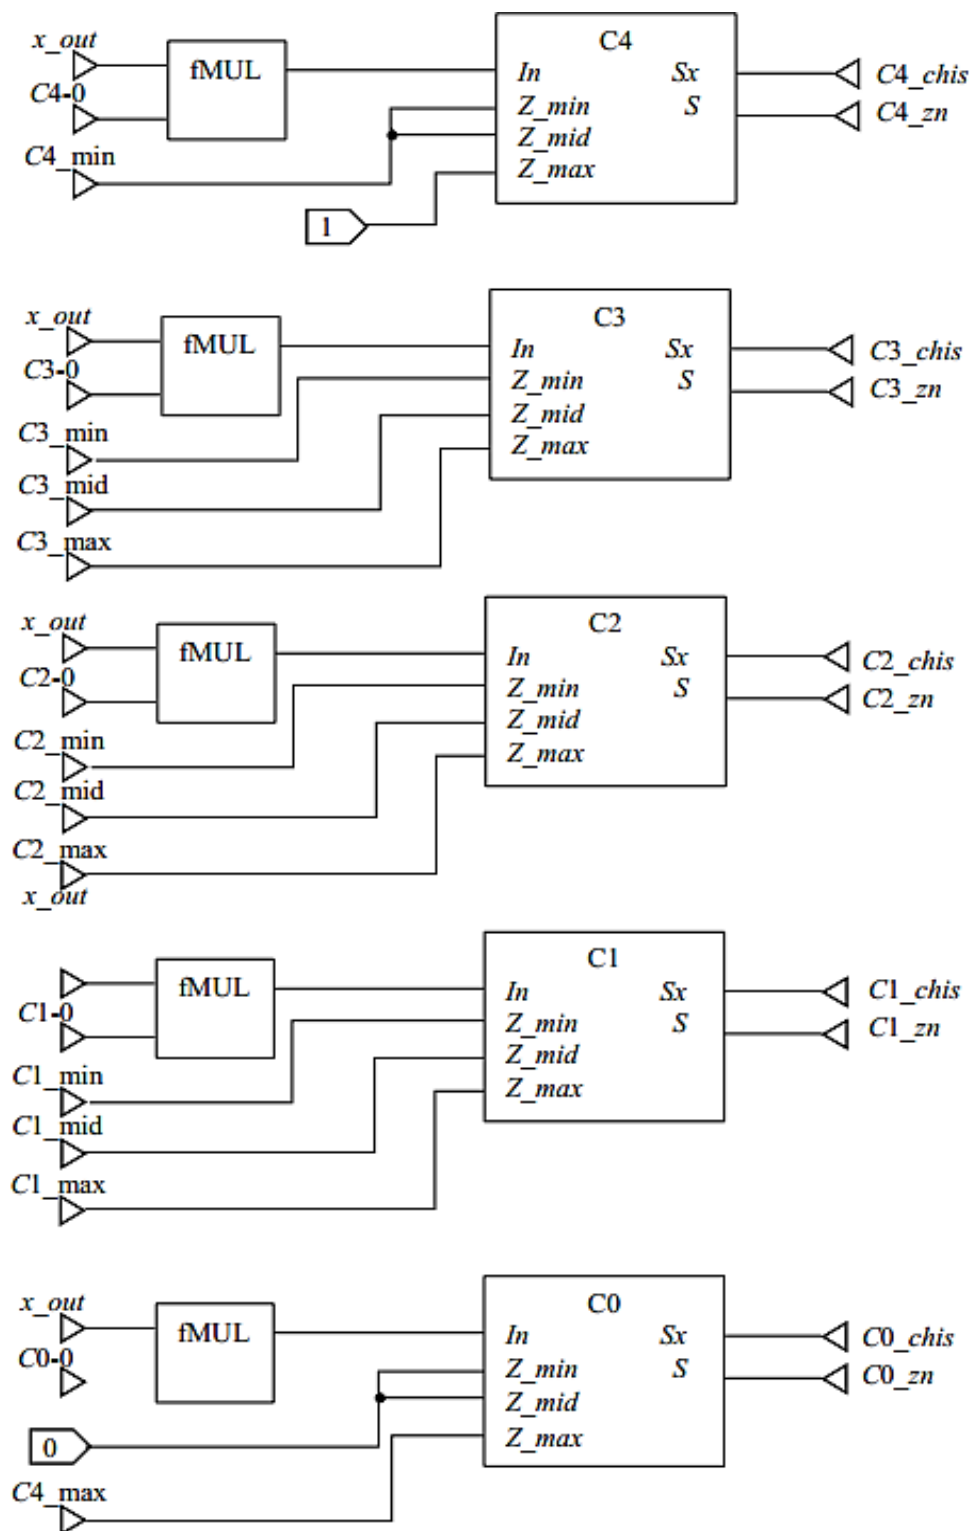 x_out
fMUL
C4-0
C4_min
1
C4
In Sx
Z_min S
Z_mid
Z_max
C4_chis
C4_zn
x_out
fMUL
C3-0
C3_min
C3_mid
C3_max
C3
In Sx
Z_min S
Z_mid
Z_max
C3_chis
C3_zn
x_out
fMUL
C2-0
C2_min
C2_mid
C2_max
C2
In Sx
Z_min S
Z_mid
Z_max
C2_chis
C2_zn
x_out
fMUL
C1-0
C1_min
C1_mid
C1_max
C1
In Sx
Z_min S
Z_mid
Z_max
C1_chis
C1_zn
x_out
fMUL
C0-0
0
C4_max
C0
In Sx
Z_min S
Z_mid
Z_max
C0_chis
C0_zn